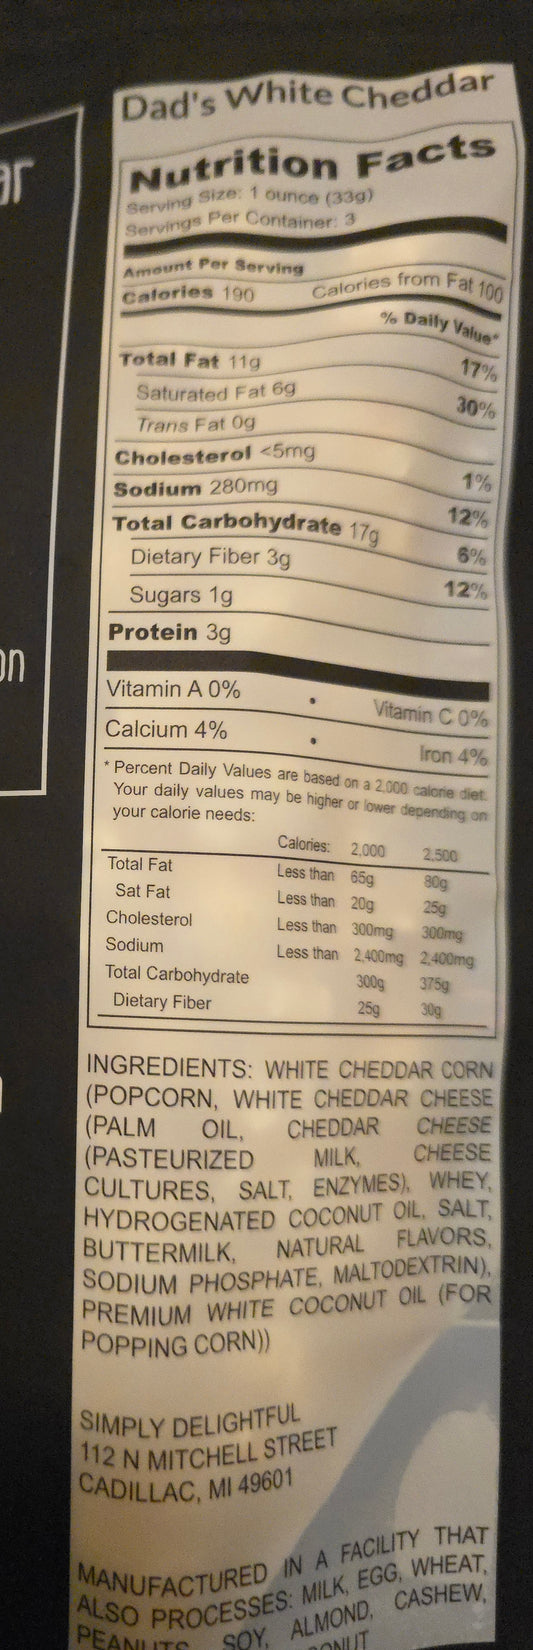 Dad's White Cheddar
Nutrition Facts
Serving Size: 1 ounce (33g)
Servings Per Container: 3
Amount Per Serving
Calories 190 Calories from Fat 100
% Daily Value*
Total Fat 11g 17%
Saturated Fat 6g 30%
Trans Fat 0g
Cholesterol <5mg 1%
Sodium 280mg 12%
Total Carbohydrate 17g 6%
Dietary Fiber 3g 12%
Sugars 1g
Protein 3g
Vitamin A 0% • Vitamin C 0%
Calcium 4% • Iron 4%
* Percent Daily Values are based on a 2,000 calorie diet.
Your daily values may be higher or lower depending on
your calorie needs:
Calories: 2,000 2,500
Total Fat Less than 65g 80g
Sat Fat Less than 20g 25g
Cholesterol Less than 300mg 300mg
Sodium Less than 2,400mg 2,400mg
Total Carbohydrate 300g 375g
Dietary Fiber 25g 30g
INGREDIENTS: WHITE CHEDDAR CORN
(POPCORN, WHITE CHEDDAR CHEESE
(PALM OIL, CHEDDAR CHEESE
(PASTEURIZED MILK, CHEESE
CULTURES, SALT, ENZYMES), WHEY,
HYDROGENATED COCONUT OIL, SALT,
BUTTERMILK, NATURAL FLAVORS,
SODIUM PHOSPHATE, MALTODEXTRIN),
PREMIUM WHITE COCONUT OIL (FOR
POPPING CORN))
SIMPLY DELIGHTFUL
112 N MITCHELL STREET
CADILLAC, MI 49601
MANUFACTURED IN A FACILITY THAT
ALSO PROCESSES: MILK, EGG, WHEAT,
PEANUTS SOY, ALMOND, CASHEW,